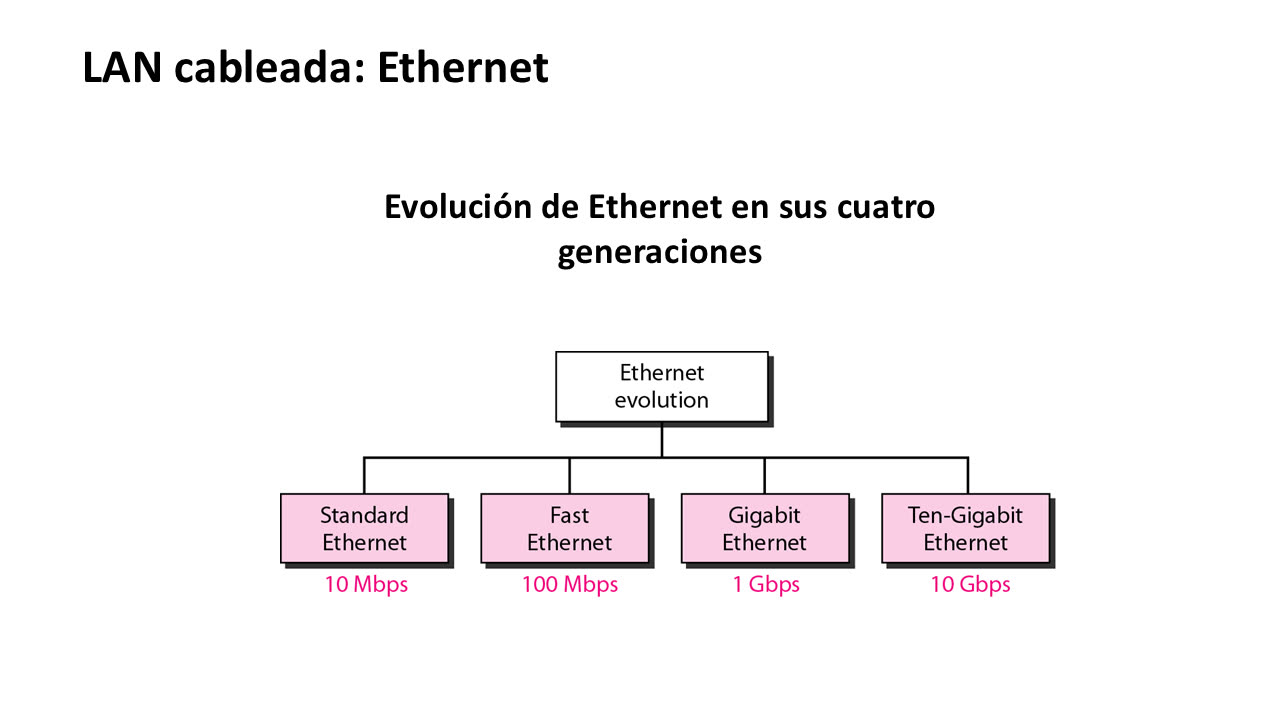 LAN cableada: Ethernet
Evolución de Ethernet en sus cuatro
generaciones
Ethernet
evolution
Standard
Ethernet
10 Mbps
Fast
Ethernet
100 Mbps
Gigabit
Ethernet
1 Gbps
Ten-Gigabit
Ethernet
10 Gbps